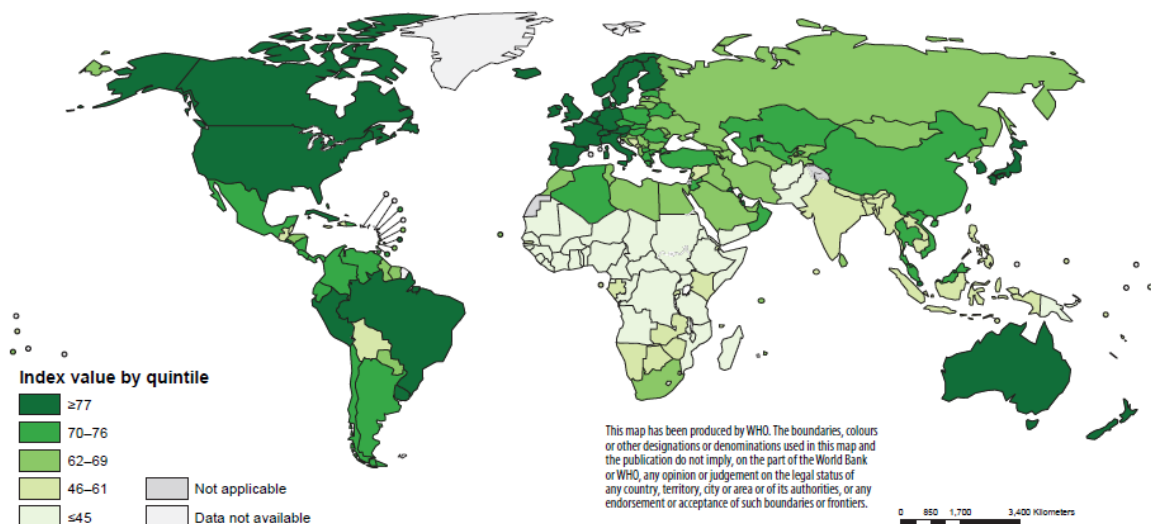 Index value by quintile
≥77
70–76
62–69
46–61
≤45
Not applicable
Data not available
This map has been produced by WHO. The boundaries, colours
or other designations or denominations used in this map and
the publication do not imply, on the part of the World Bank
or WHO, any opinion or judgement on the legal status of
any country, territory, city or area or of its authorities, or any
endorsement or acceptance of such boundaries or frontiers.
0 850 1,700 3,400 Kilometers